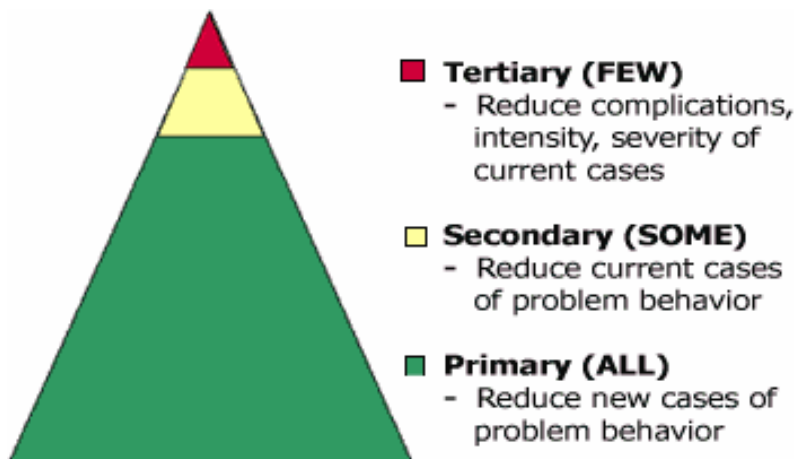 Tertiary (FEW)
- Reduce complications,
intensity, severity of
current cases
Secondary (SOME)
- Reduce current cases
of problem behavior
Primary (ALL)
- Reduce new cases of
problem behavior